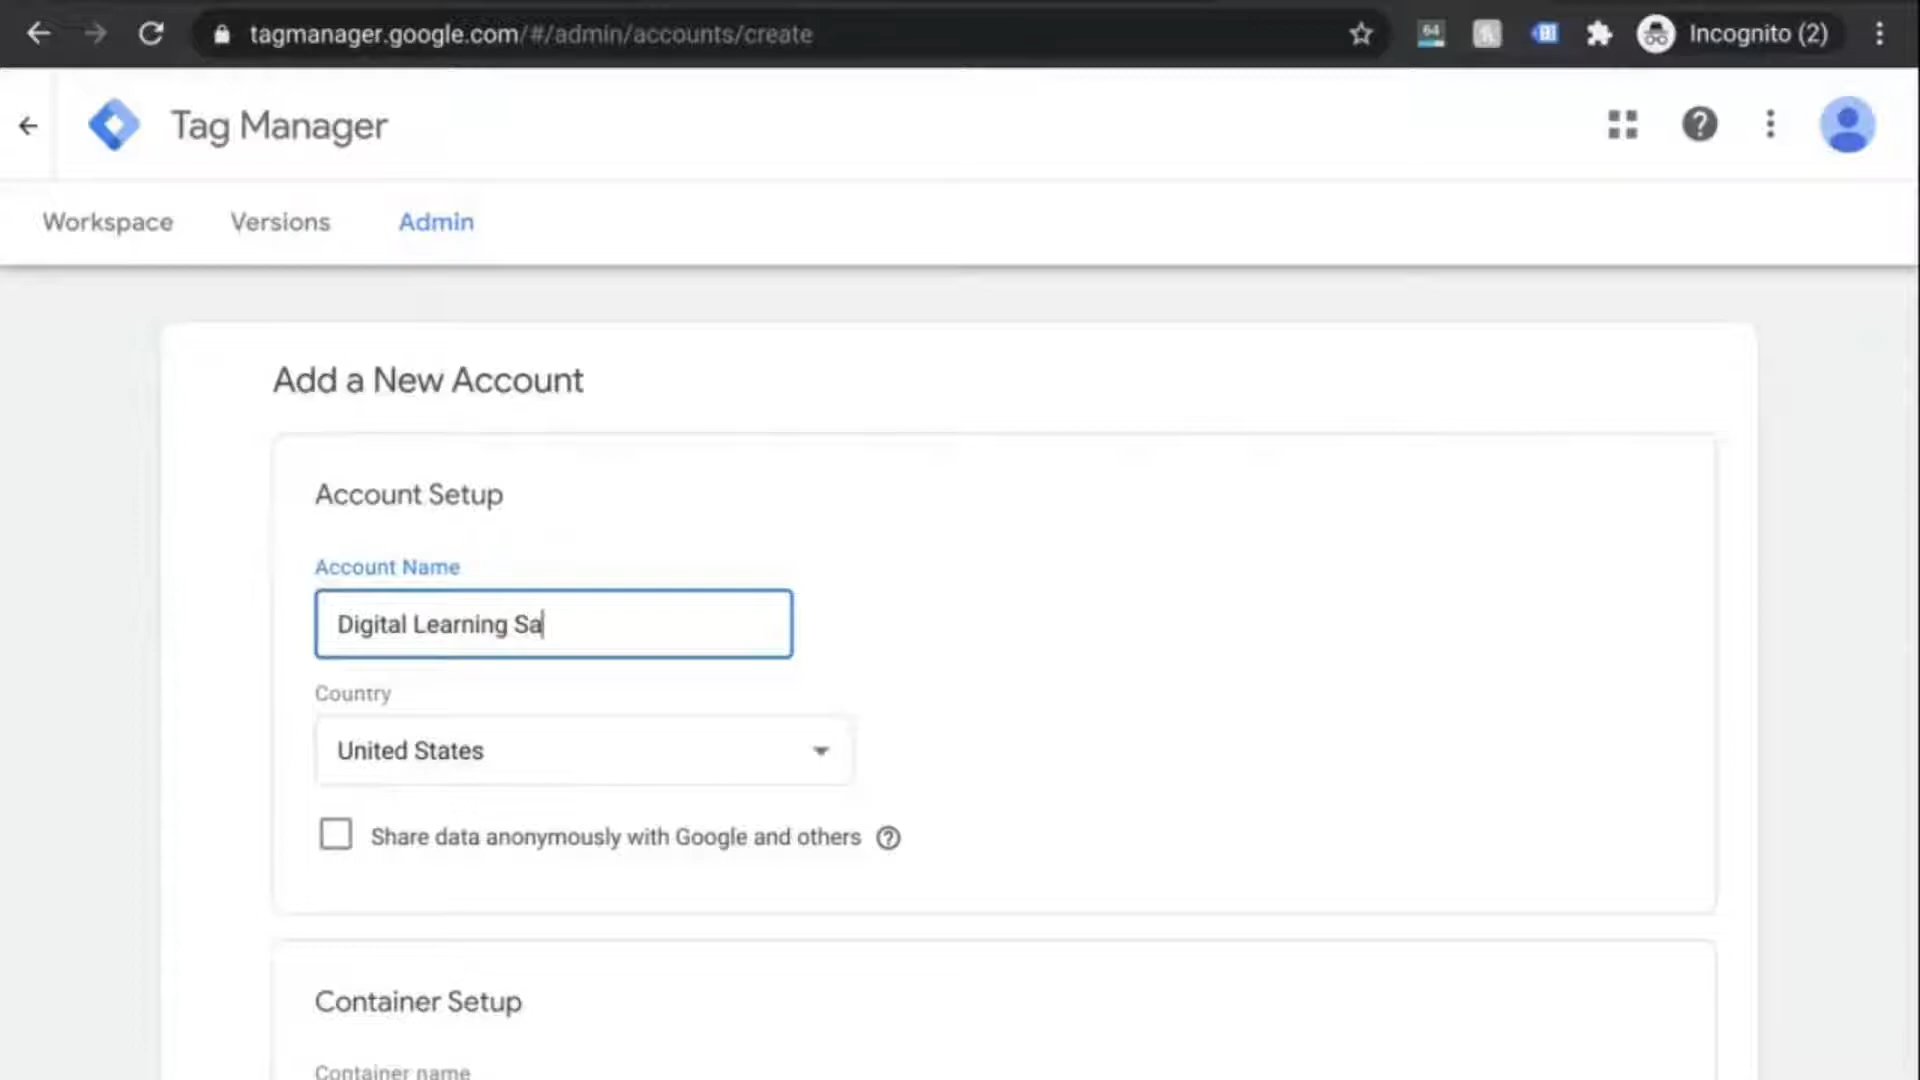 tagmanager.google.com/#/admin/accounts/create
64
Incognito (2)
Tag Manager
Workspace
Versions
Admin
Add a New Account
Account Setup
Account Name
Digital Learning Sa
Country
United States
Share data anonymously with Google and others
Container Setup
Container name